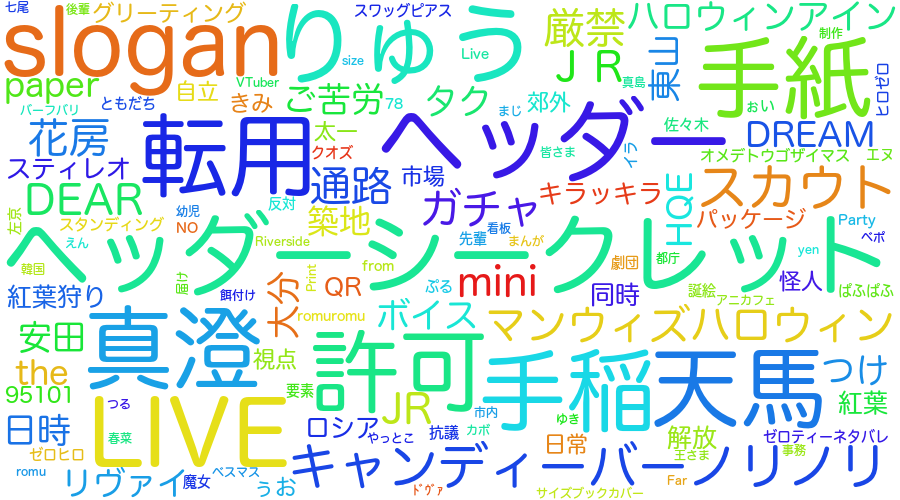 七尾
後輩
グリーティング
スワッグピアス
ハロウィンアイン
slogan
りゅう
厳禁
制作
size
Live
paper
VTuber
自立
ＪＲ
東山
手紙
ヒロゼロ
真島
バーフバリ
ともだち
きみ
ご苦労
78
タク
郊外
まじ
ぉい
花房
転用
太一
ヘッダー
佐々木
DREAM
クオズ
皆さま
イラ
オメデトウゴザイマス
エヌ
スティレオ
通路
市場
DEAR
ガチャ
キラッキラ
スカウト
HQE
左京
スタンディング
幼児
反対
NO
築地
パッケージ
Party
看板
先輩
まんが
ベポ
えん
Riverside
ヘッダーシークレット
yen
韓国
届け
from
劇団
都庁
Print
餌付け
大分
QR
ぷる
mini
同時
誕絵
怪人
ぱふぱふ
アニカフェ
紅葉狩り
romuromu
ボイス
マンウィズハロウィン
安田
真澄
視点
許可
手稲
天馬
つけ
the
95101
要素
JR
紅葉
つる
LIVE
市内
ゆき
日時
春菜
ロシア
やっとこ
抗議
カポ
日常
解放
ゼロティーネタバレ
ゼロヒロ
キャンディーバーノリノリ
王さま
事務
romu
リヴァイ
魔女
ベスマス
うお
ドヴァ
Far
サイズブックカバー